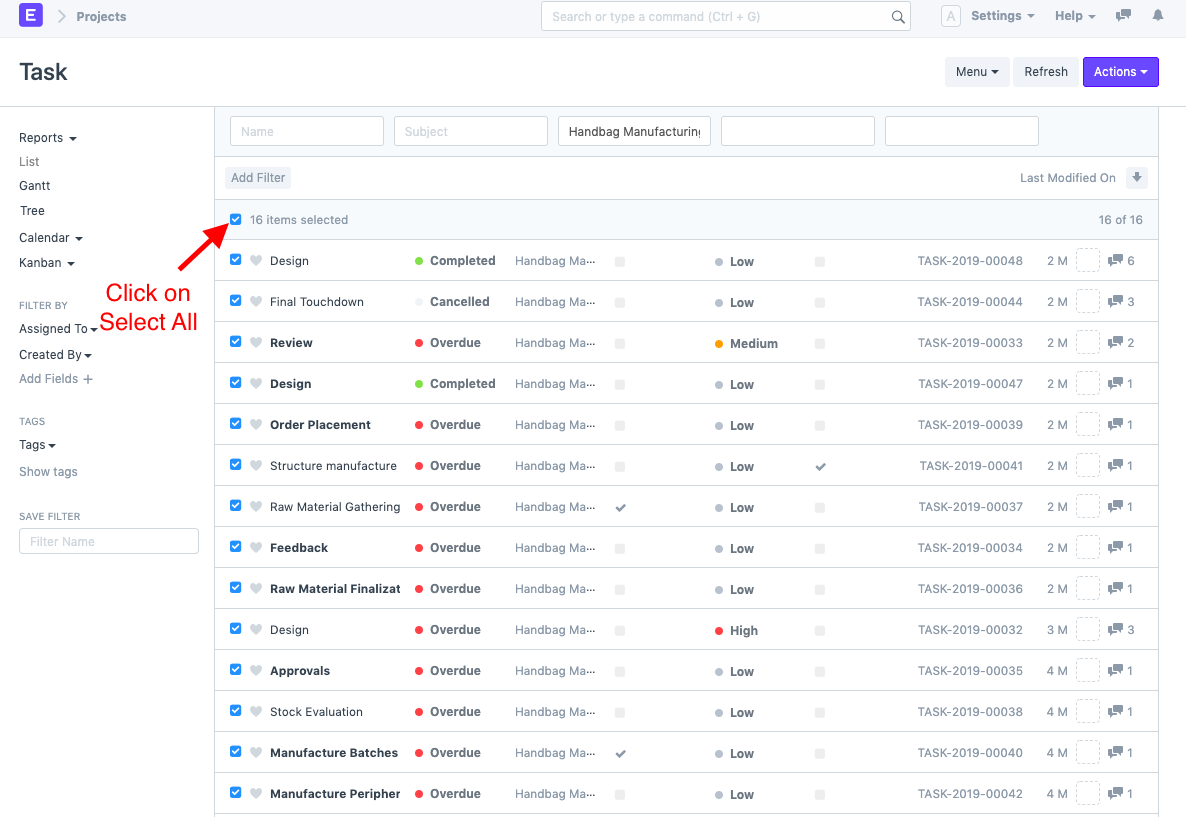 E Projects Search or type a command (Ctrl + G) A Settings Help
Task Menu Refresh Actions
Reports
List
Gantt
Tree
Calendar
Kanban
FILTER BY
Assigned To
Created By
Add Fields
TAGS
Tags
Show tags
SAVE FILTER
Filter Name
Click on
Select All
Name Subject Handbag Manufacturing
Add Filter Last Modified On
16 items selected 16 of 16
Design Completed Handbag Ma... Low TASK-2019-00048 2 M 6
Final Touchdown Cancelled Handbag Ma... Low TASK-2019-00044 2 M 3
Review Overdue Handbag Ma... Medium TASK-2019-00033 2 M 2
Design Completed Handbag Ma... Low TASK-2019-00047 2 M 1
Order Placement Overdue Handbag Ma... Low TASK-2019-00039 2 M 1
Structure manufacture Overdue Handbag Ma... Low TASK-2019-00041 2 M 1
Raw Material Gathering Overdue Handbag Ma... Low TASK-2019-00037 2 M 1
Feedback Overdue Handbag Ma... Low TASK-2019-00034 2 M 1
Raw Material Finalizat Overdue Handbag Ma... Low TASK-2019-00036 2 M 1
Design Overdue Handbag Ma... High TASK-2019-00032 3 M 3
Approvals Overdue Handbag Ma... Low TASK-2019-00035 4 M 1
Stock Evaluation Overdue Handbag Ma... Low TASK-2019-00038 4 M 1
Manufacture Batches Overdue Handbag Ma... Low TASK-2019-00040 4 M 1
Manufacture Peripher Overdue Handbag Ma... Low TASK-2019-00042 4 M 1